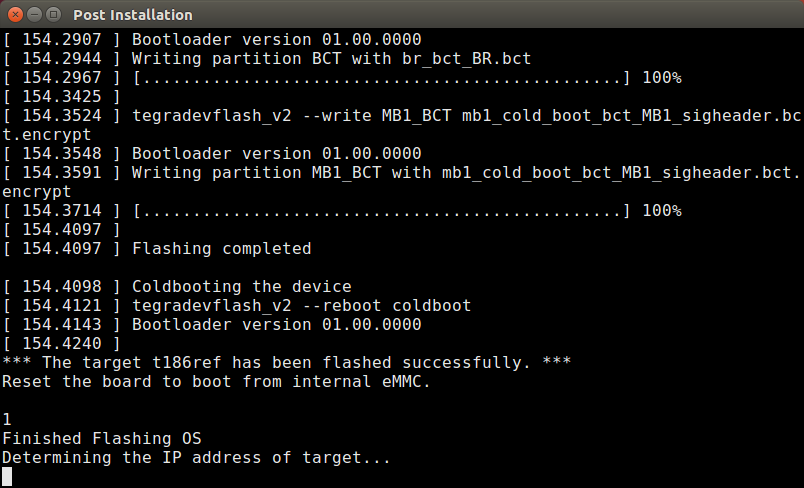 Post Installation
[ 154.2907 ] Bootloader version 01.00.0000
[ 154.2944 ] Writing partition BCT with br_bct_BR.bct
[ 154.2967 ] [................................................] 100%
[ 154.3425 ]
[ 154.3524 ] tegradevflash_v2 --write MB1_BCT mb1_cold_boot_bct_MB1_sigheader.bc
t.encrypt
[ 154.3548 ] Bootloader version 01.00.0000
[ 154.3591 ] Writing partition MB1_BCT with mb1_cold_boot_bct_MB1_sigheader.bct.
encrypt
[ 154.3714 ] [................................................] 100%
[ 154.4097 ]
[ 154.4097 ] Flashing completed
[ 154.4098 ] Coldbooting the device
[ 154.4121 ] tegradevflash_v2 --reboot coldboot
[ 154.4143 ] Bootloader version 01.00.0000
[ 154.4240 ]
*** The target t186ref has been flashed successfully. ***
Reset the board to boot from internal eMMC.
1
Finished Flashing OS
Determining the IP address of target...